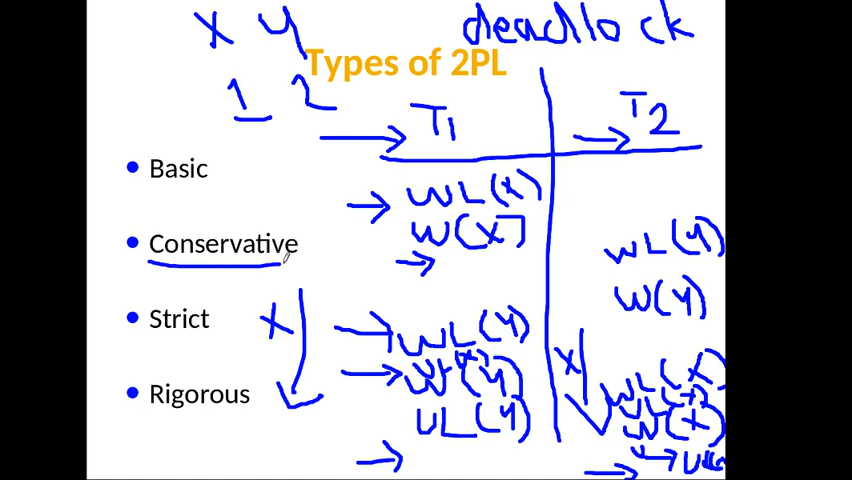 x y deadlock
Types of 2PL
1 2
T1 T2
Basic
WL(x)
W(x)
Conservative
WL(y)
W(y)
Strict
x
WL(y)
x
W(y)
WL(x)
Rigorous
UL(y)
W(x)